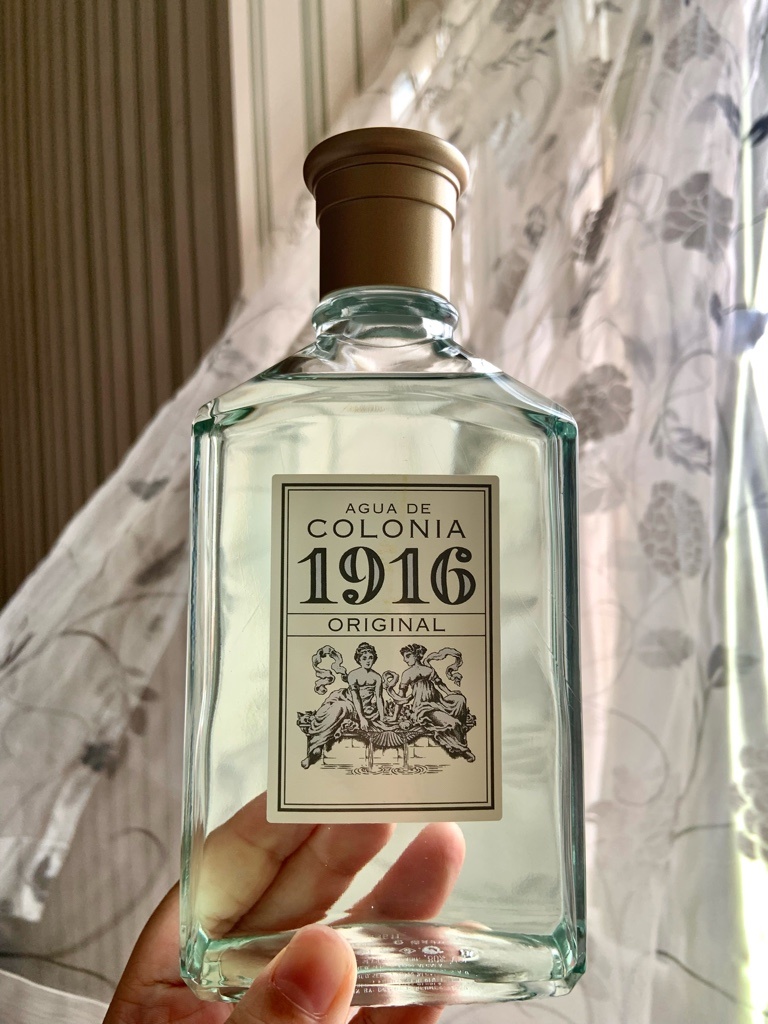 AGUA DE
COLONIA
1916
ORIGINAL